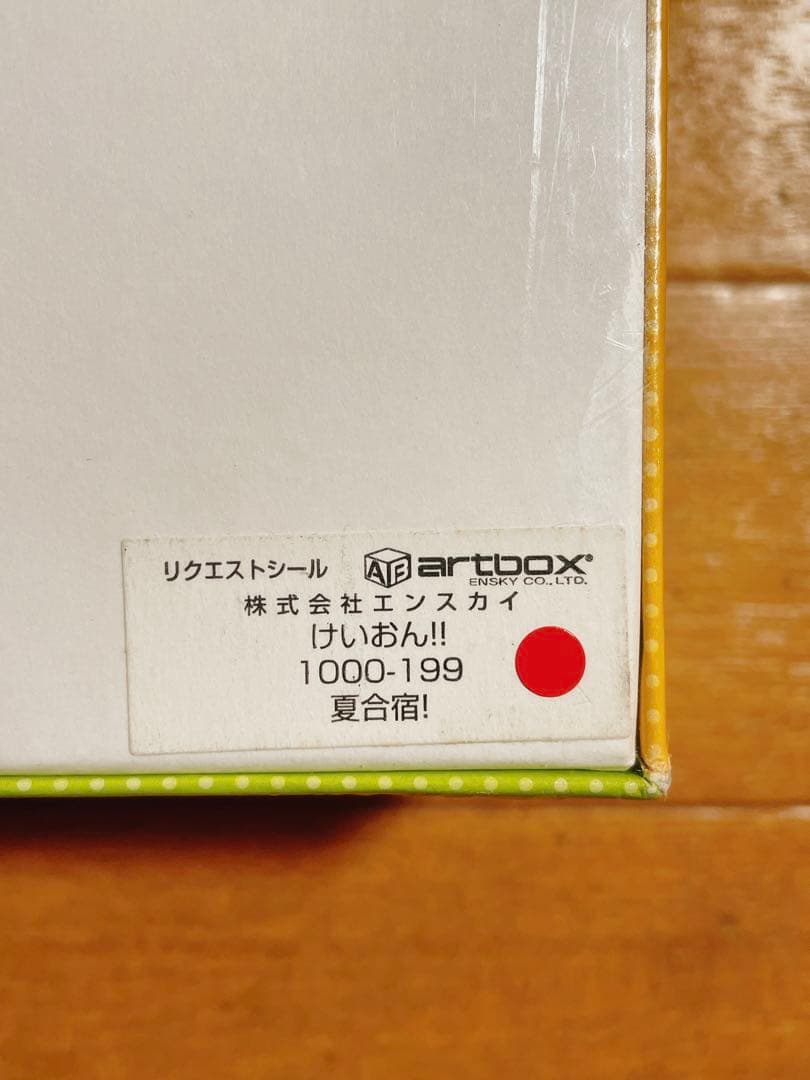 リクエストシール AB artbox®
ENSKY CO., LTD.
株式会社エンスカイ
けいおん!!
1000-199
夏合宿!